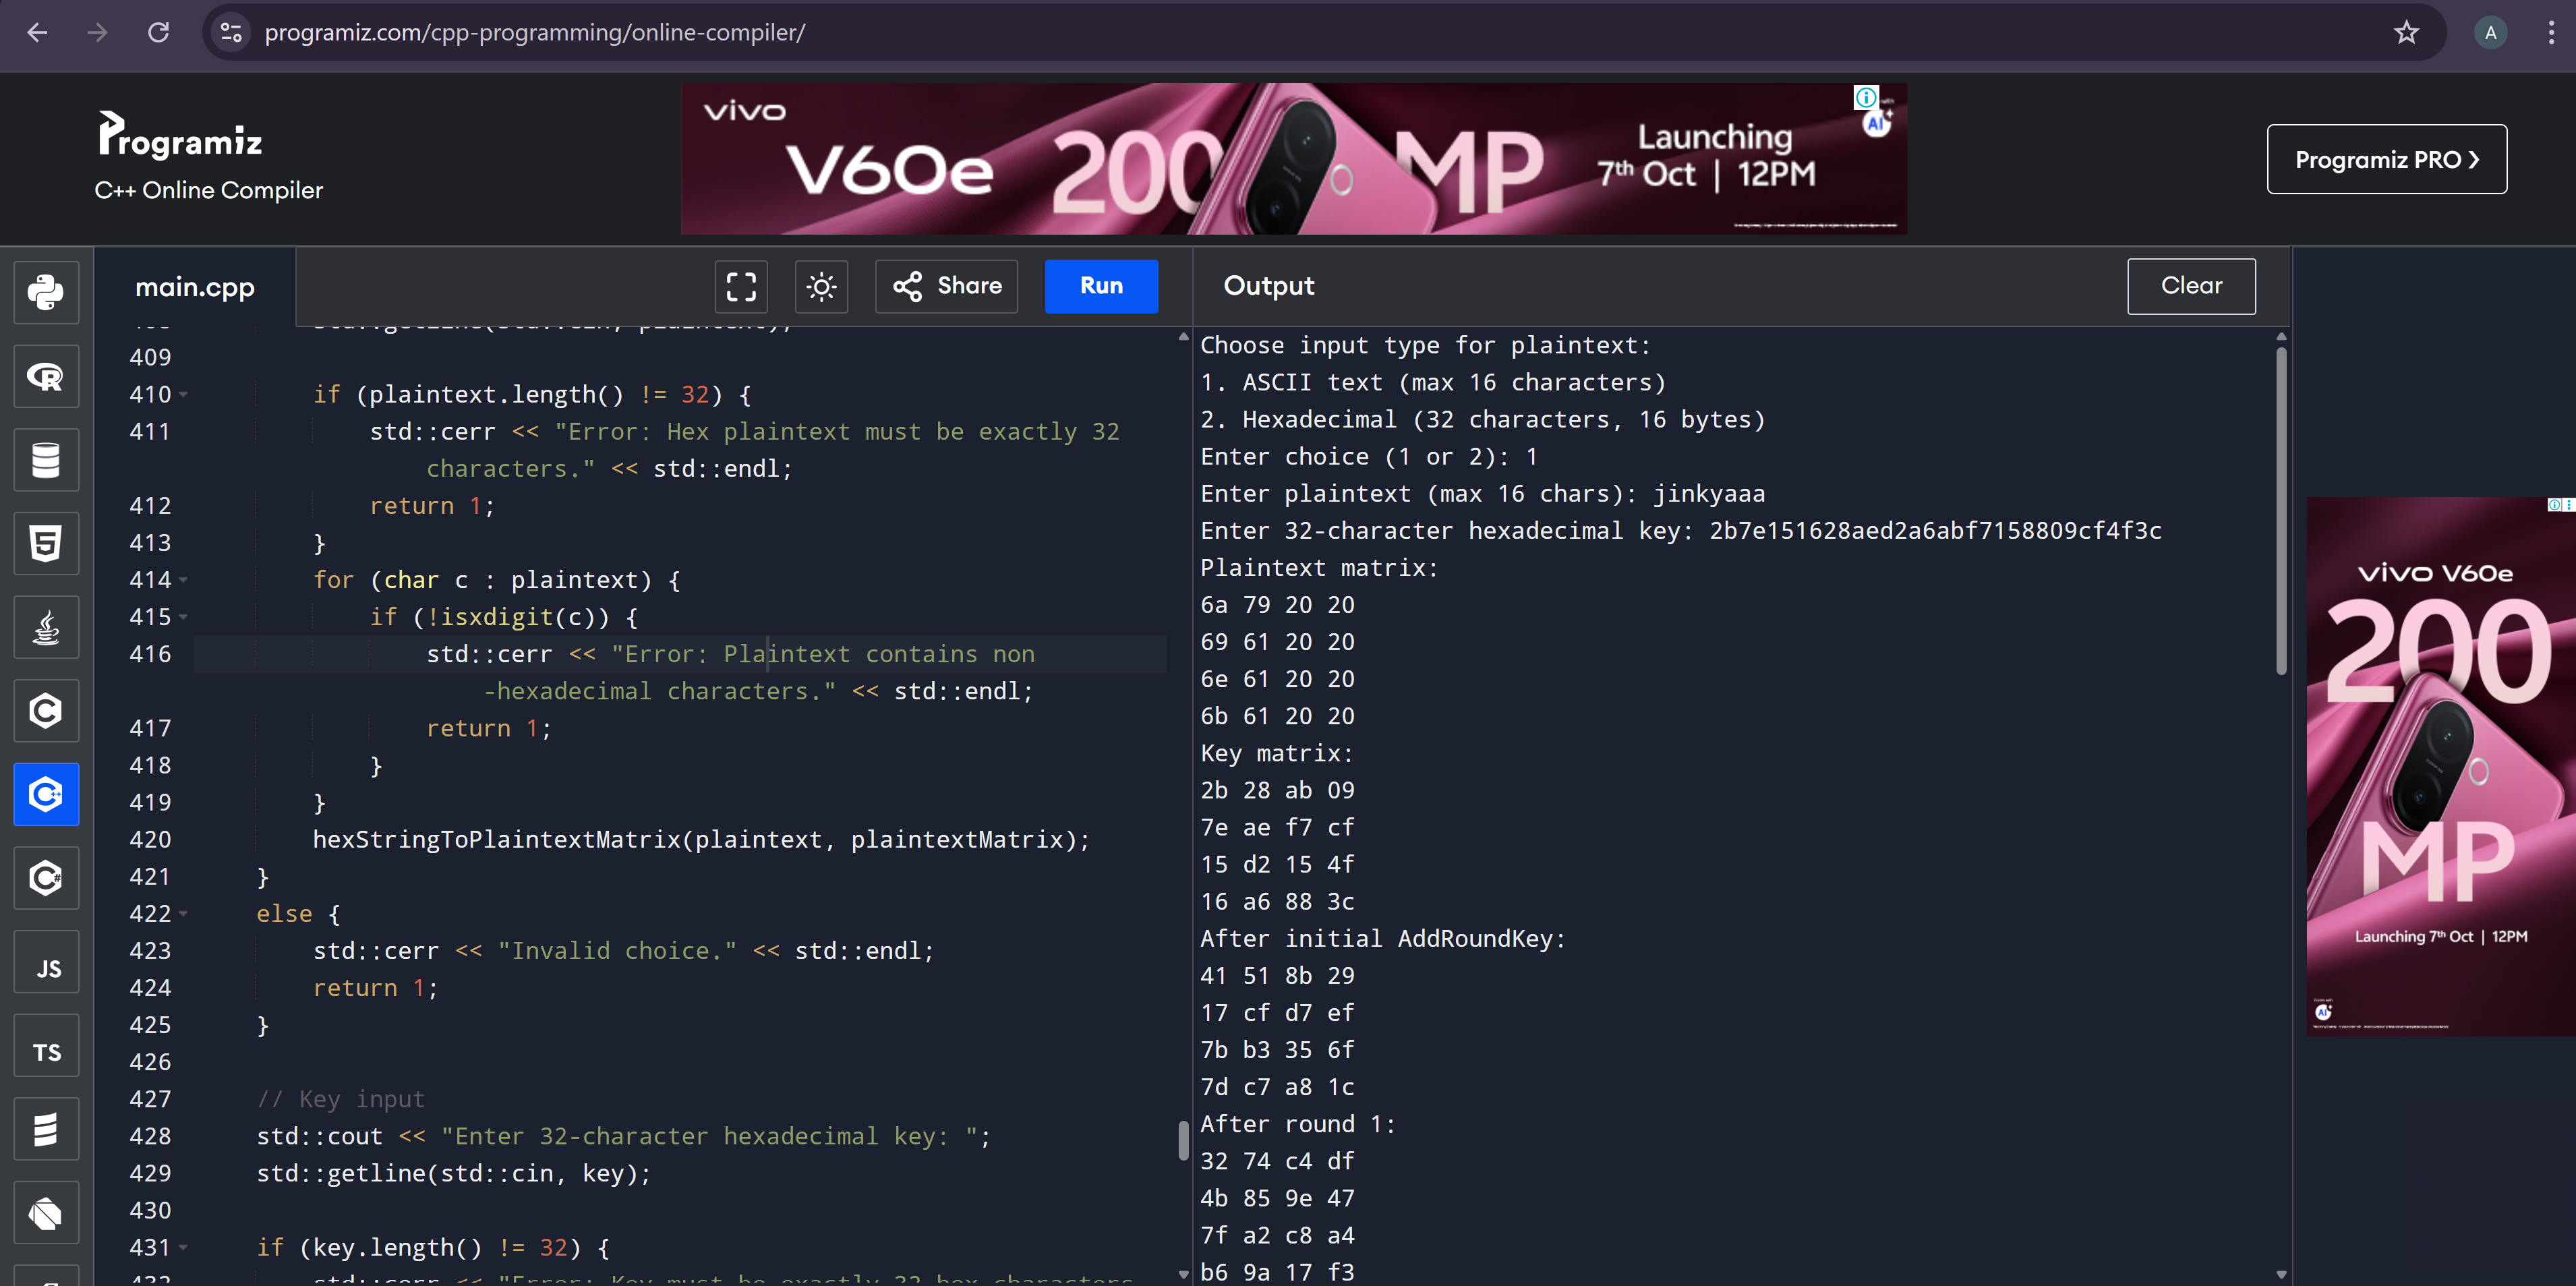 programiz.com/cpp-programming/online-compiler/
A
Programiz
C++ Online Compiler
vivo
V60e 200 MP
Launching
7th Oct | 12PM
AI
Programiz PRO ❯
main.cpp
Share
Run
Output
Clear
409
410 if (plaintext.length() != 32) {
411 std::cerr << "Error: Hex plaintext must be exactly 32
characters." << std::endl;
412 return 1;
413 }
414 for (char c : plaintext) {
415 if (!isxdigit(c)) {
416 std::cerr << "Error: Plaintext contains non
-hexadecimal characters." << std::endl;
417 return 1;
418 }
419 }
420 hexStringToPlaintextMatrix(plaintext, plaintextMatrix);
421 }
422 else {
423 std::cerr << "Invalid choice." << std::endl;
424 return 1;
425 }
426
427 // Key input
428 std::cout << "Enter 32-character hexadecimal key: ";
429 std::getline(std::cin, key);
430
431 if (key.length() != 32) {
JS
TS
Choose input type for plaintext:
1. ASCII text (max 16 characters)
2. Hexadecimal (32 characters, 16 bytes)
Enter choice (1 or 2): 1
Enter plaintext (max 16 chars): jinkyaaa
Enter 32-character hexadecimal key: 2b7e151628aed2a6abf7158809cf4f3c
Plaintext matrix:
6a 79 20 20
69 61 20 20
6e 61 20 20
6b 61 20 20
Key matrix:
2b 28 ab 09
7e ae f7 cf
15 d2 15 4f
16 a6 88 3c
After initial AddRoundKey:
41 51 8b 29
17 cf d7 ef
7b b3 35 6f
7d c7 a8 1c
After round 1:
32 74 c4 df
4b 85 9e 47
7f a2 c8 a4
b6 9a 17 f3
vivo V60e
200
MP
Launching 7th Oct | 12PM
AI